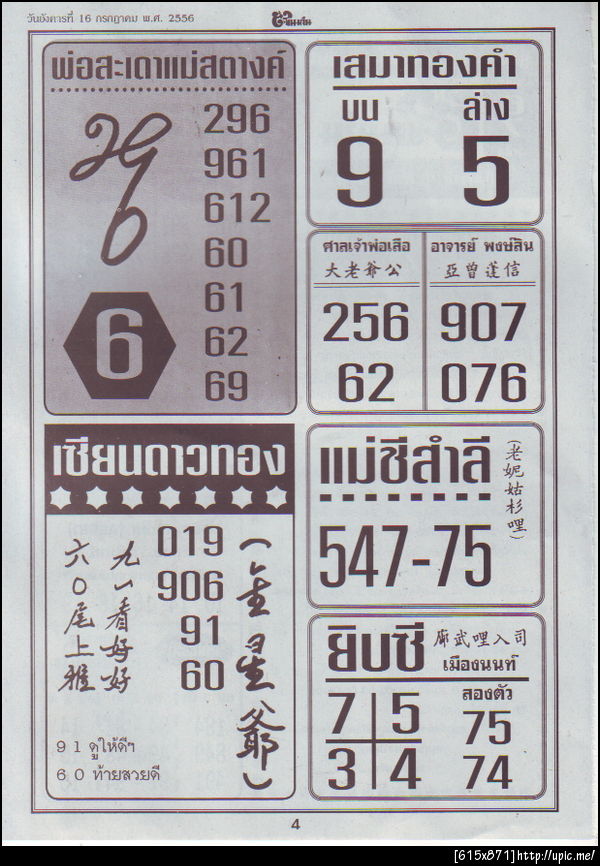 วันอังคารที่ 16 กรกฎาคม พ.ศ. 2556
พ่อสะเดาแม่สตางค์
296
961
612
60
61
62
69
6
6
เสมาทองคำ
บน ล่าง
9 5
ศาลเจ้าพ่อเสือ
大老爺公
256
62
อาจารย์ พงษ์สิน
亞曾蓬信
907
076
เซียนดาวทอง
019
906
91
60
九一看好好
六〇尾上雅
(金星爺)
91 ดูให้ดีฯ
60 ท้ายสวยดี
แม่ชีสำลี
(老妮姑杉嘿)
547-75
ยิบซี
廊武哩入司
เมืองนนท์
7 5
3 4
สองตัว
75
74
4
[615x871]http://upic.me/